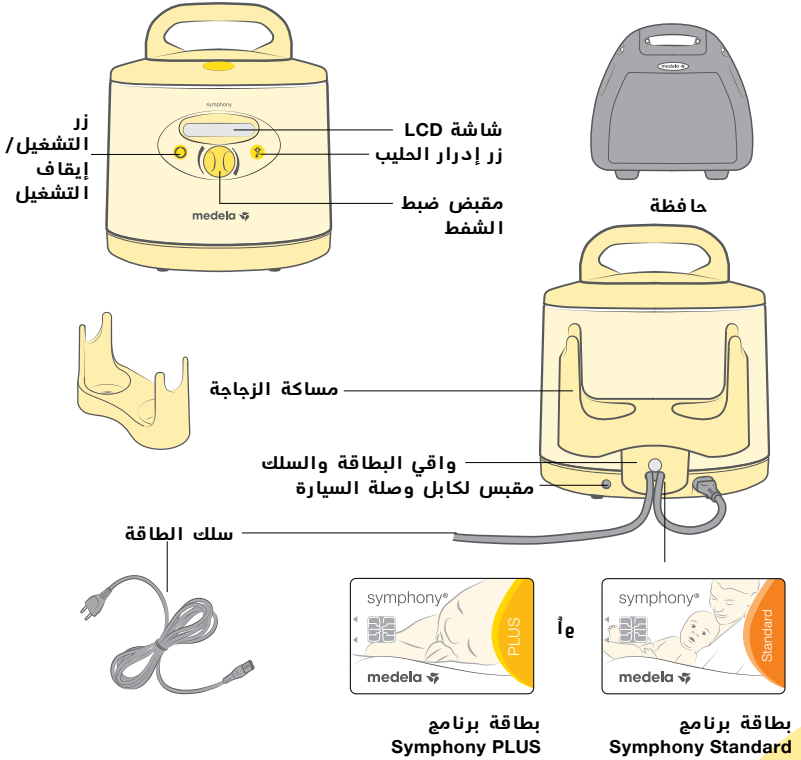 symphony
medela
medela
زر
التشغيل/
إيقاف
التشغيل
شاشة LCD
زر إدرار الحليب
مقبض ضبط
الشفط
حافظة
مساكة الزجاجة
واقي البطاقة والسلك
مقبس لكابل وصلة السيارة
سلك الطاقة
symphony®
PLUS
medela
أو
symphony®
Standard
medela
بطاقة برنامج
Symphony PLUS
بطاقة برنامج
Symphony Standard